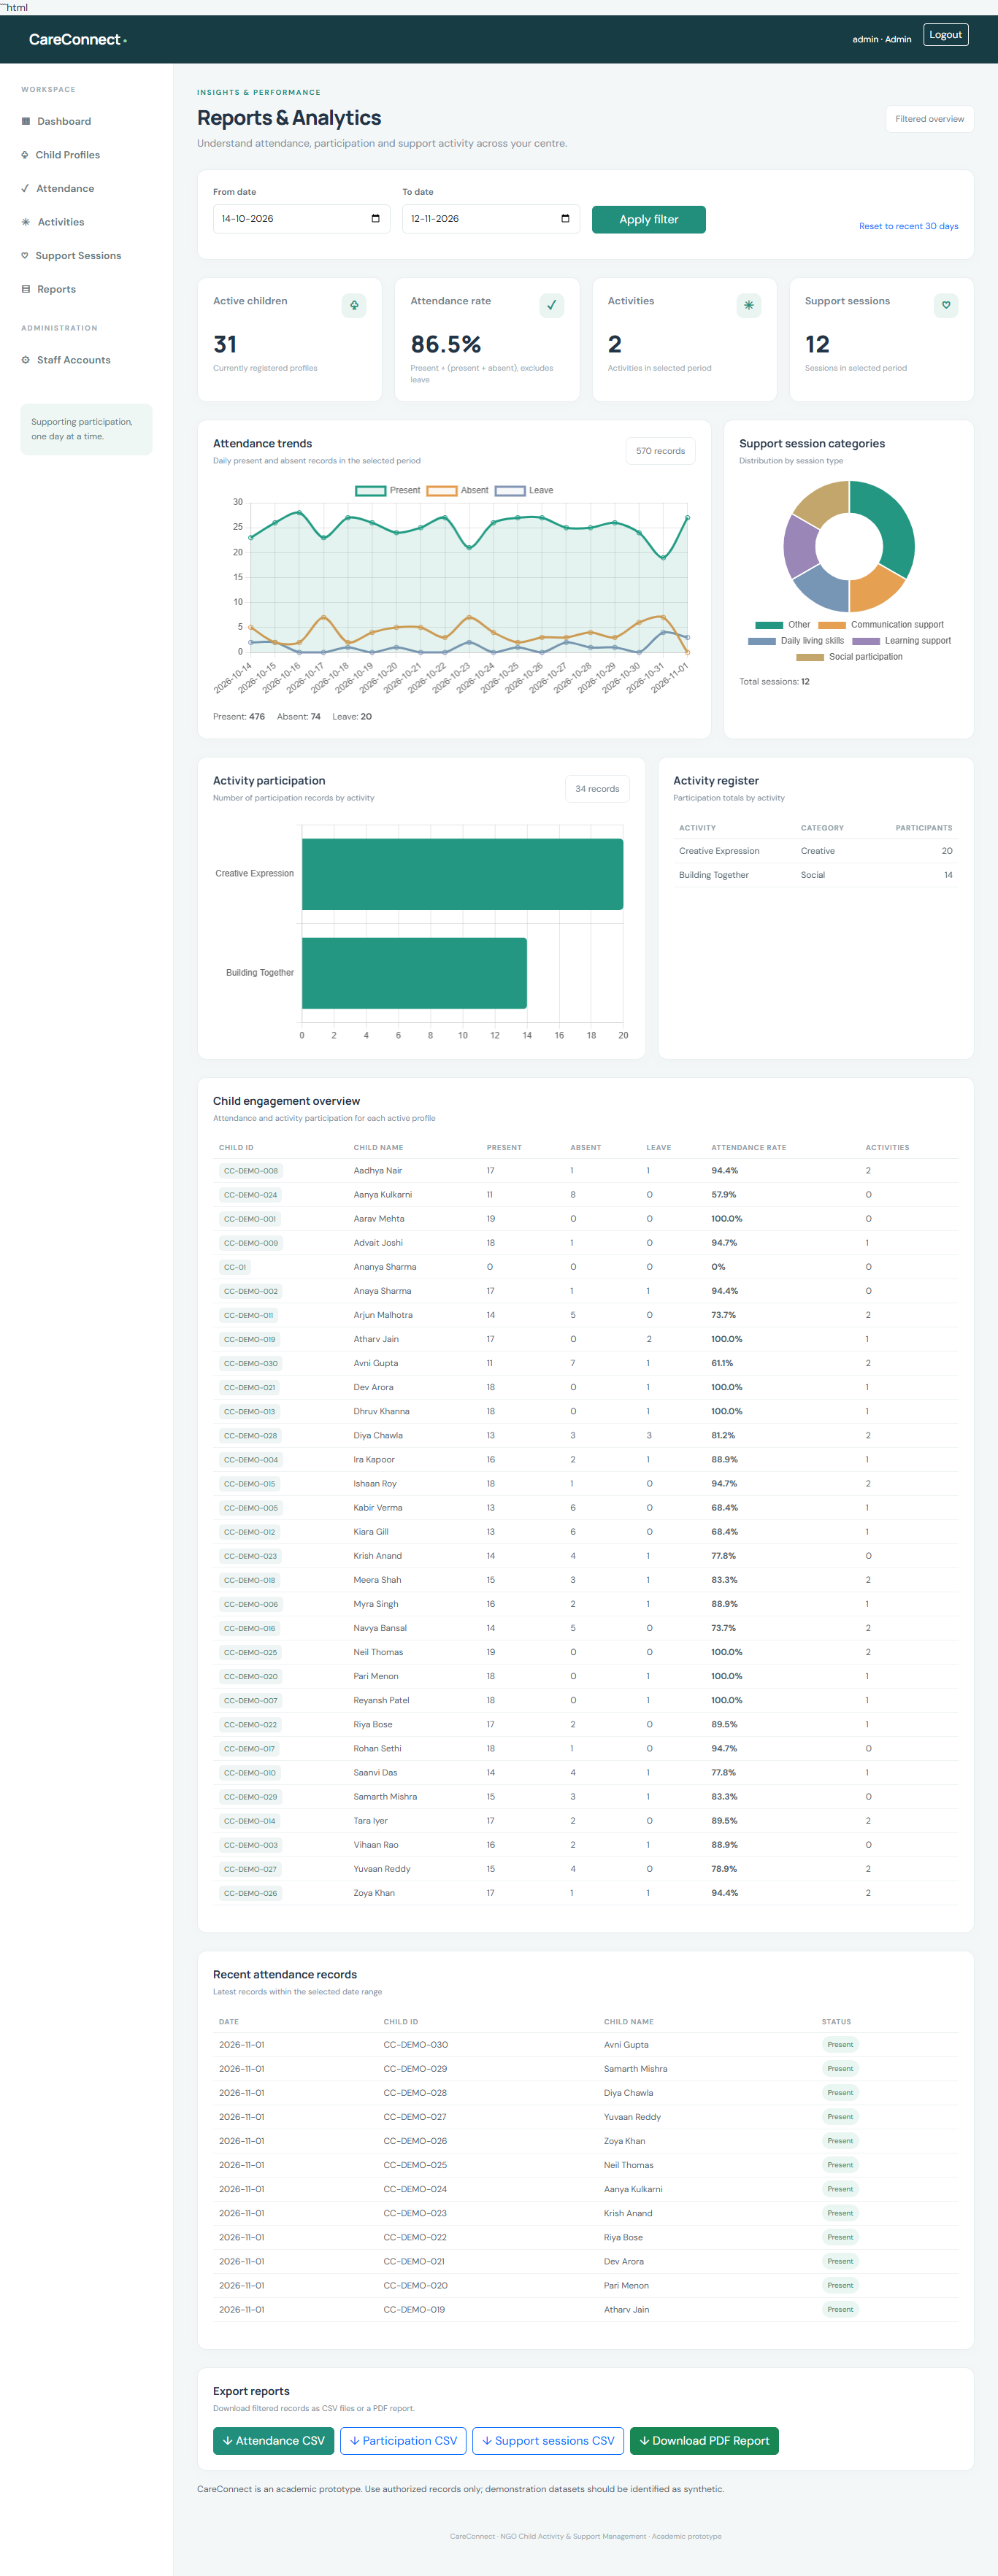 ```html
CareConnect
admin · Admin
Logout
WORKSPACE
Dashboard
Child Profiles
Attendance
Activities
Support Sessions
Reports
ADMINISTRATION
Staff Accounts
Supporting participation,
one day at a time.
INSIGHTS & PERFORMANCE
Reports & Analytics
Filtered overview
Understand attendance, participation and support activity across your centre.
From date
To date
14-10-2026
12-11-2026
Apply filter
Reset to recent 30 days
Active children
31
Currently registered profiles
Attendance rate
86.5%
Present ÷ (present + absent), excludes
leave
Activities
2
Activities in selected period
Support sessions
12
Sessions in selected period
Attendance trends
Daily present and absent records in the selected period
570 records
Present Absent Leave
30
25
20
15
10
5
0
2026-10-14
2026-10-15
2026-10-16
2026-10-17
2026-10-18
2026-10-19
2026-10-20
2026-10-21
2026-10-22
2026-10-23
2026-10-24
2026-10-25
2026-10-26
2026-10-27
2026-10-28
2026-10-29
2026-10-30
2026-10-31
2026-11-01
Present: 476 Absent: 74 Leave: 20
Support session categories
Distribution by session type
Other Communication support
Daily living skills Learning support
Social participation
Total sessions: 12
Activity participation
Number of participation records by activity
34 records
Creative Expression
Building Together
0 2 4 6 8 10 12 14 16 18 20
Activity register
Participation totals by activity
ACTIVITY CATEGORY PARTICIPANTS
Creative Expression Creative 20
Building Together Social 14
Child engagement overview
Attendance and activity participation for each active profile
CHILD ID CHILD NAME PRESENT ABSENT LEAVE ATTENDANCE RATE ACTIVITIES
CC-DEMO-008 Aadhya Nair 17 1 1 94.4% 2
CC-DEMO-024 Aanya Kulkarni 11 8 0 57.9% 0
CC-DEMO-001 Aarav Mehta 19 0 0 100.0% 0
CC-DEMO-009 Advait Joshi 18 1 0 94.7% 1
CC-01 Ananya Sharma 0 0 0 0% 0
CC-DEMO-002 Anaya Sharma 17 1 1 94.4% 0
CC-DEMO-011 Arjun Malhotra 14 5 0 73.7% 2
CC-DEMO-019 Atharv Jain 17 0 2 100.0% 1
CC-DEMO-030 Avni Gupta 11 7 1 61.1% 2
CC-DEMO-021 Dev Arora 18 0 1 100.0% 1
CC-DEMO-013 Dhruv Khanna 18 0 1 100.0% 1
CC-DEMO-028 Diya Chawla 13 3 3 81.2% 2
CC-DEMO-004 Ira Kapoor 16 2 1 88.9% 1
CC-DEMO-015 Ishaan Roy 18 1 0 94.7% 2
CC-DEMO-005 Kabir Verma 13 6 0 68.4% 1
CC-DEMO-012 Kiara Gill 13 6 0 68.4% 1
CC-DEMO-023 Krish Anand 14 4 1 77.8% 0
CC-DEMO-018 Meera Shah 15 3 1 83.3% 2
CC-DEMO-006 Myra Singh 16 2 1 88.9% 1
CC-DEMO-016 Navya Bansal 14 5 0 73.7% 2
CC-DEMO-025 Neil Thomas 19 0 0 100.0% 2
CC-DEMO-020 Pari Menon 18 0 1 100.0% 1
CC-DEMO-007 Reyansh Patel 18 0 1 100.0% 1
CC-DEMO-022 Riya Bose 17 2 0 89.5% 1
CC-DEMO-017 Rohan Sethi 18 1 0 94.7% 0
CC-DEMO-010 Saanvi Das 14 4 1 77.8% 1
CC-DEMO-029 Samarth Mishra 15 3 1 83.3% 0
CC-DEMO-014 Tara Iyer 17 2 0 89.5% 2
CC-DEMO-003 Vihaan Rao 16 2 1 88.9% 0
CC-DEMO-027 Yuvaan Reddy 15 4 0 78.9% 2
CC-DEMO-026 Zoya Khan 17 1 1 94.4% 2
Recent attendance records
Latest records within the selected date range
DATE CHILD ID CHILD NAME STATUS
2026-11-01 CC-DEMO-030 Avni Gupta Present
2026-11-01 CC-DEMO-029 Samarth Mishra Present
2026-11-01 CC-DEMO-028 Diya Chawla Present
2026-11-01 CC-DEMO-027 Yuvaan Reddy Present
2026-11-01 CC-DEMO-026 Zoya Khan Present
2026-11-01 CC-DEMO-025 Neil Thomas Present
2026-11-01 CC-DEMO-024 Aanya Kulkarni Present
2026-11-01 CC-DEMO-023 Krish Anand Present
2026-11-01 CC-DEMO-022 Riya Bose Present
2026-11-01 CC-DEMO-021 Dev Arora Present
2026-11-01 CC-DEMO-020 Pari Menon Present
2026-11-01 CC-DEMO-019 Atharv Jain Present
Export reports
Download filtered records as CSV files or a PDF report.
↓ Attendance CSV
↓ Participation CSV
↓ Support sessions CSV
↓ Download PDF Report
CareConnect is an academic prototype. Use authorized records only; demonstration datasets should be identified as synthetic.
CareConnect · NGO Child Activity & Support Management · Academic prototype